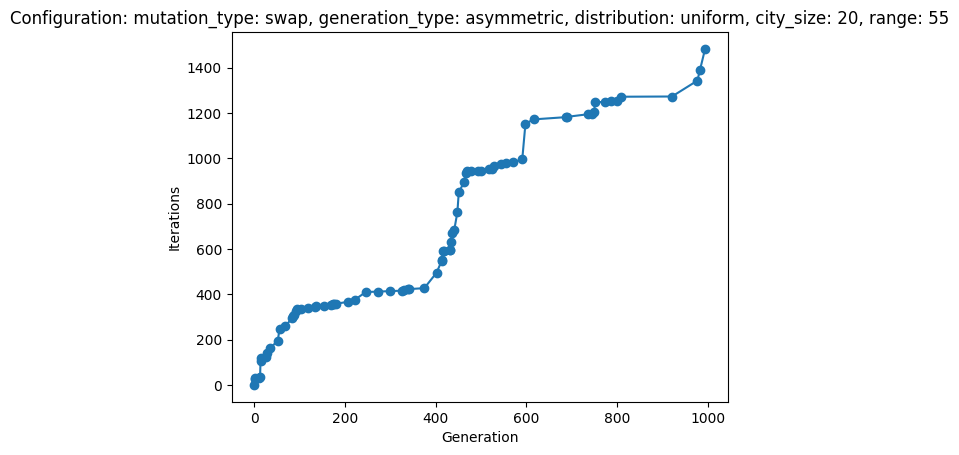 Configuration: mutation_type: swap, generation_type: asymmetric, distribution: uniform, city_size: 20, range: 55
1400
1200
1000
800
600
400
200
0
Iterations
0 200 400 600 800 1000
Generation